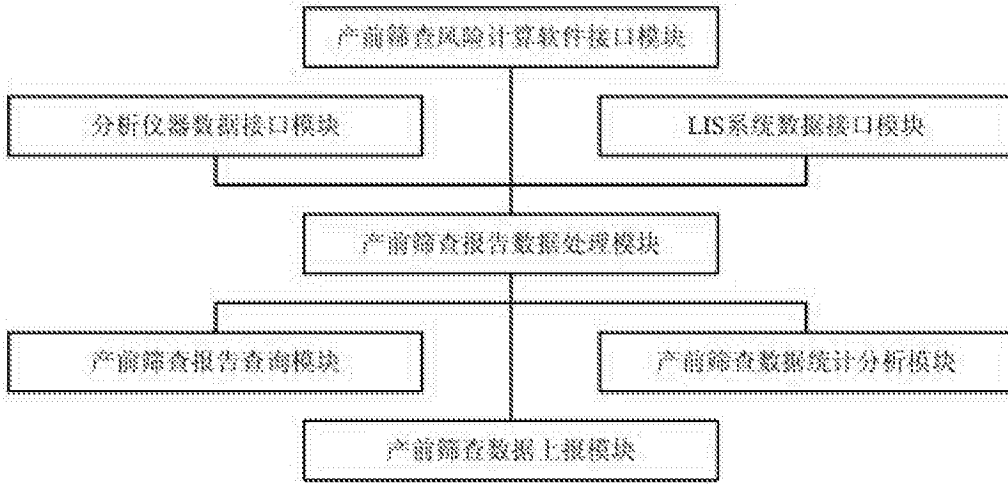 产前筛查风险计算软件接口模块
分析仪器数据接口模块
LIS系统数据接口模块
产前筛查报告数据处理模块
产前筛查报告查询模块
产前筛查数据统计分析模块
产前筛查数据上报模块